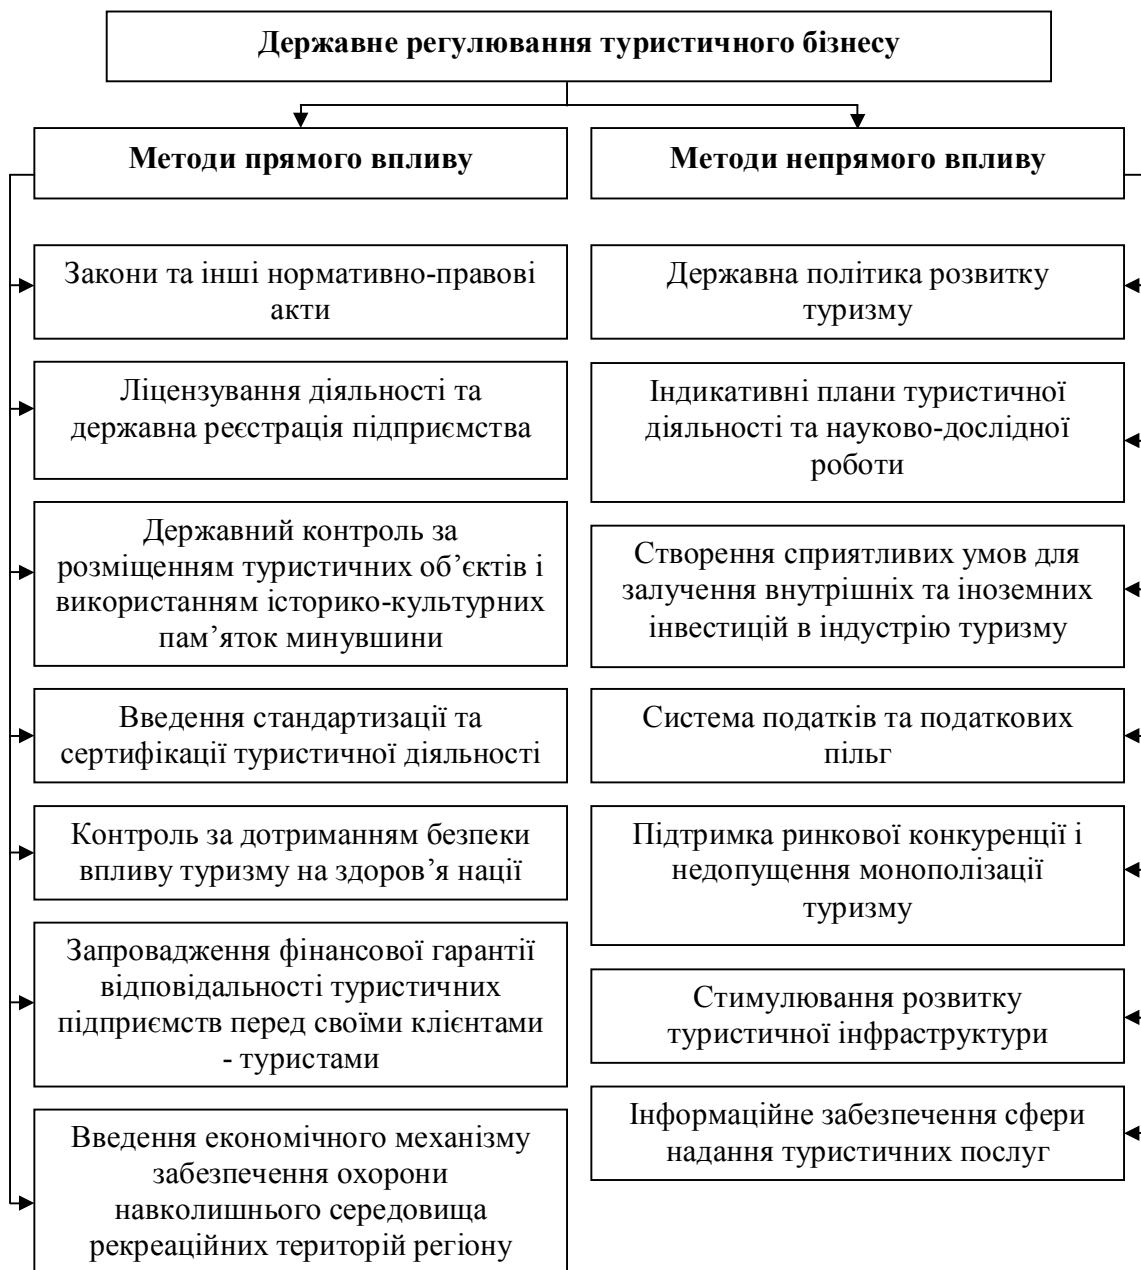 Державне регулювання туристичного бізнесу
Методи прямого впливу
Закони та інші нормативно-правові
акти
Ліцензування діяльності та
державна реєстрація підприємства
Державний контроль за
розміщенням туристичних об’єктів і
використанням історико-культурних
пам’яток минувшини
Введення стандартизації та
сертифікації туристичної діяльності
Контроль за дотриманням безпеки
впливу туризму на здоров’я нації
Запровадження фінансової гарантії
відповідальності туристичних
підприємств перед своїми клієнтами
- туристами
Введення економічного механізму
забезпечення охорони
навколишнього середовища
рекреаційних територій регіону
Методи непрямого впливу
Державна політика розвитку
туризму
Індикативні плани туристичної
діяльності та науково-дослідної
роботи
Створення сприятливих умов для
залучення внутрішніх та іноземних
інвестицій в індустрію туризму
Система податків та податкових
пільг
Підтримка ринкової конкуренції і
недопущення монополізації
туризму
Стимулювання розвитку
туристичної інфраструктури
Інформаційне забезпечення сфери
надання туристичних послуг